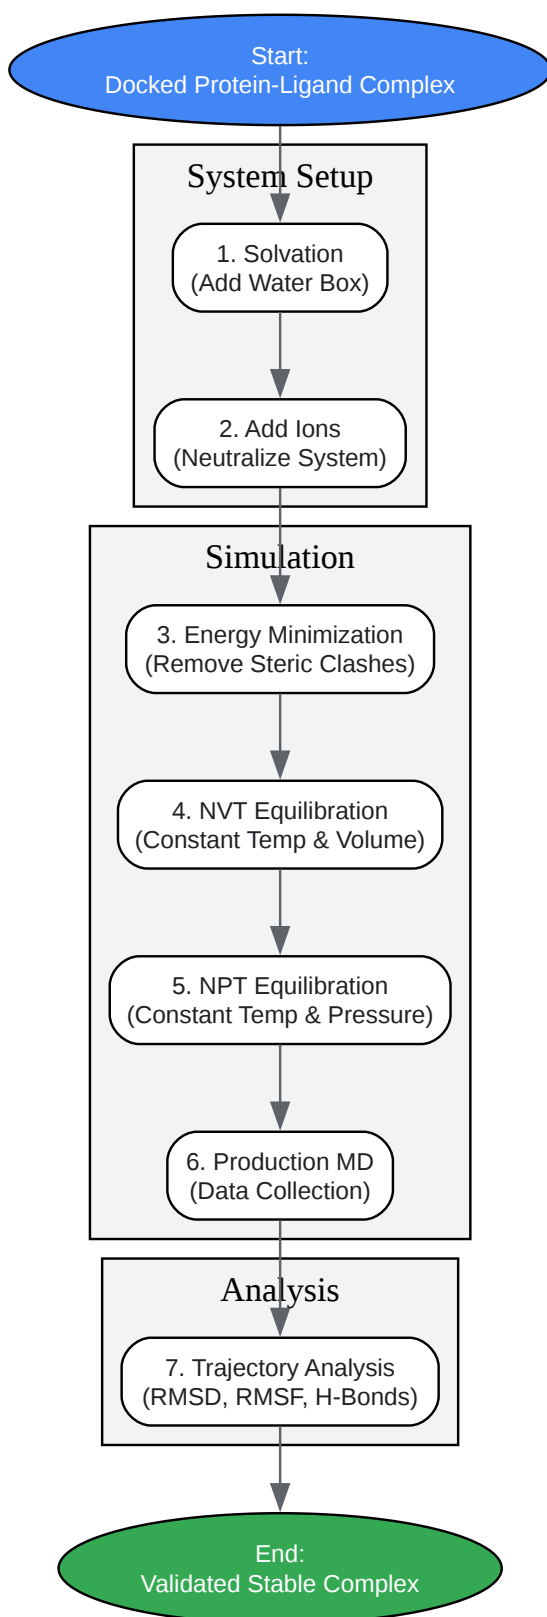 Start:
Docked Protein-Ligand Complex
System Setup
1. Solvation
(Add Water Box)
2. Add Ions
(Neutralize System)
Simulation
3. Energy Minimization
(Remove Steric Clashes)
4. NVT Equilibration
(Constant Temp & Volume)
5. NPT Equilibration
(Constant Temp & Pressure)
6. Production MD
(Data Collection)
Analysis
7. Trajectory Analysis
(RMSD, RMSF, H-Bonds)
End:
Validated Stable Complex